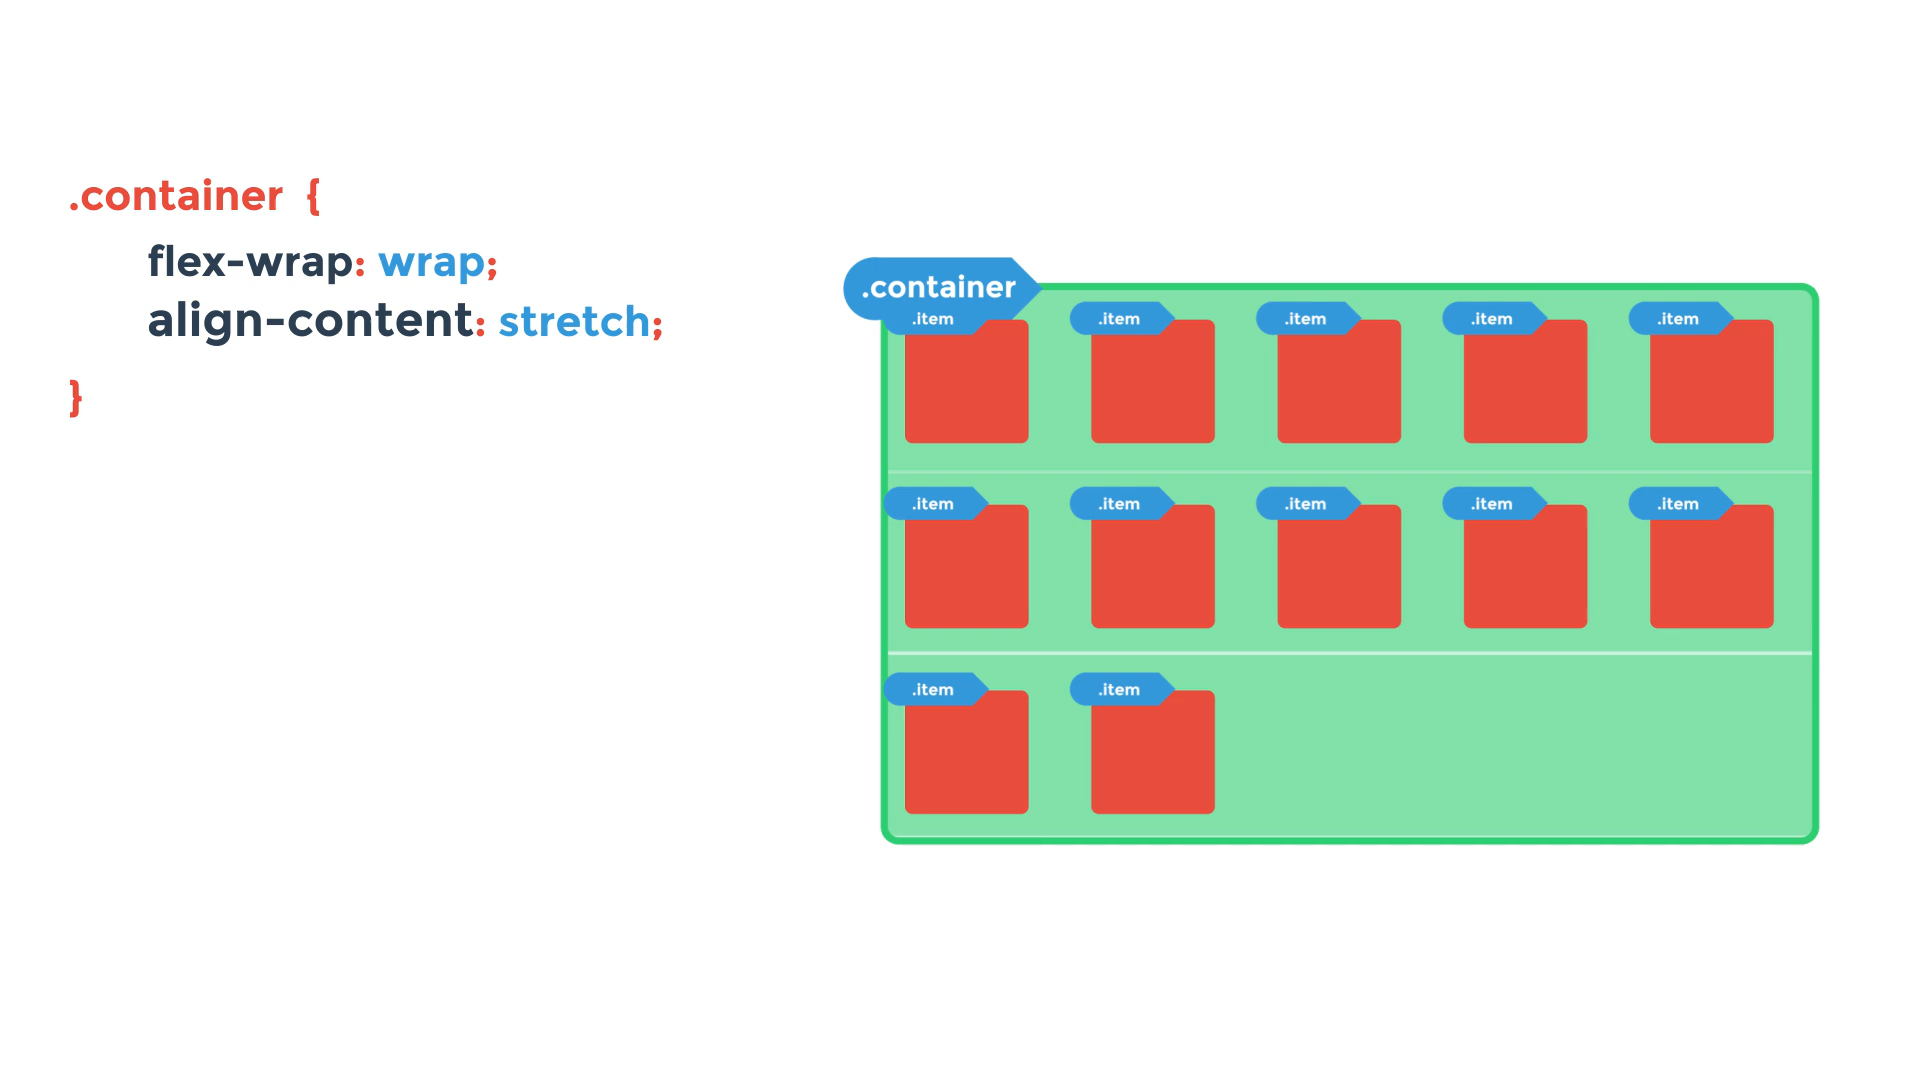 .container {
flex-wrap: wrap;
align-content: stretch;
}
.container
.item .item .item .item .item
.item .item .item .item .item
.item .item